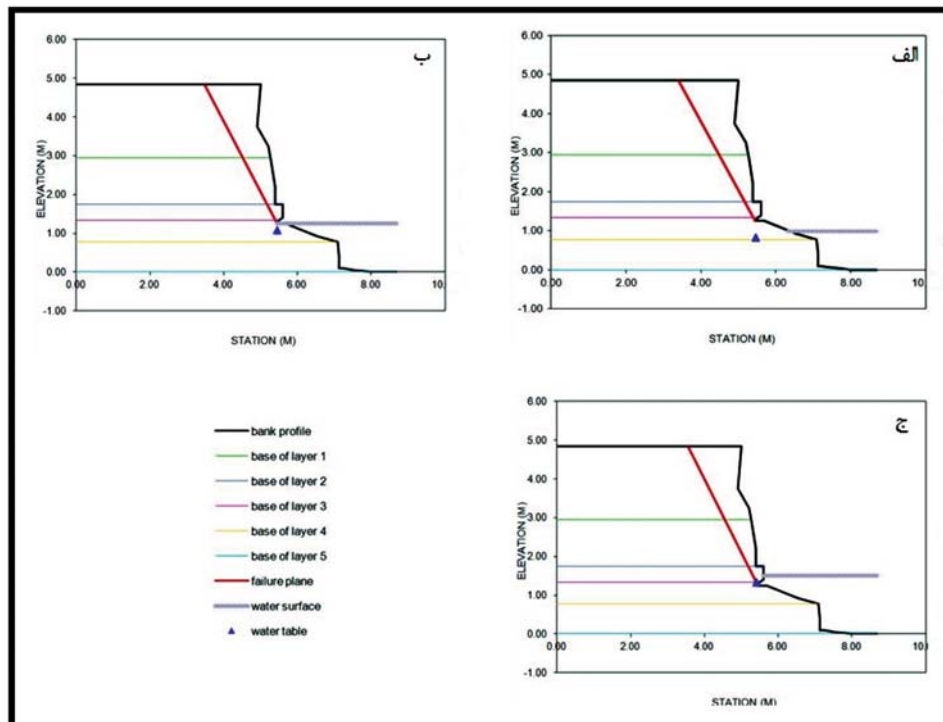 ب
6.00
5.00
4.00
3.00
2.00
1.00
0.00
-1.00
ELEVATION (M)
0.00 2.00 4.00 6.00 8.00 10.
STATION (M)
الف
6.00
5.00
4.00
3.00
2.00
1.00
0.00
-1.00
ELEVATION (M)
0.00 2.00 4.00 6.00 8.00 10.0
STATION (M)
bank profile
base of layer 1
base of layer 2
base of layer 3
base of layer 4
base of layer 5
failure plane
water surface
water table
ج
6.00
5.00
4.00
3.00
2.00
1.00
0.00
-1.00
ELEVATION (M)
0.00 2.00 4.00 6.00 8.00 10.0
STATION (M)